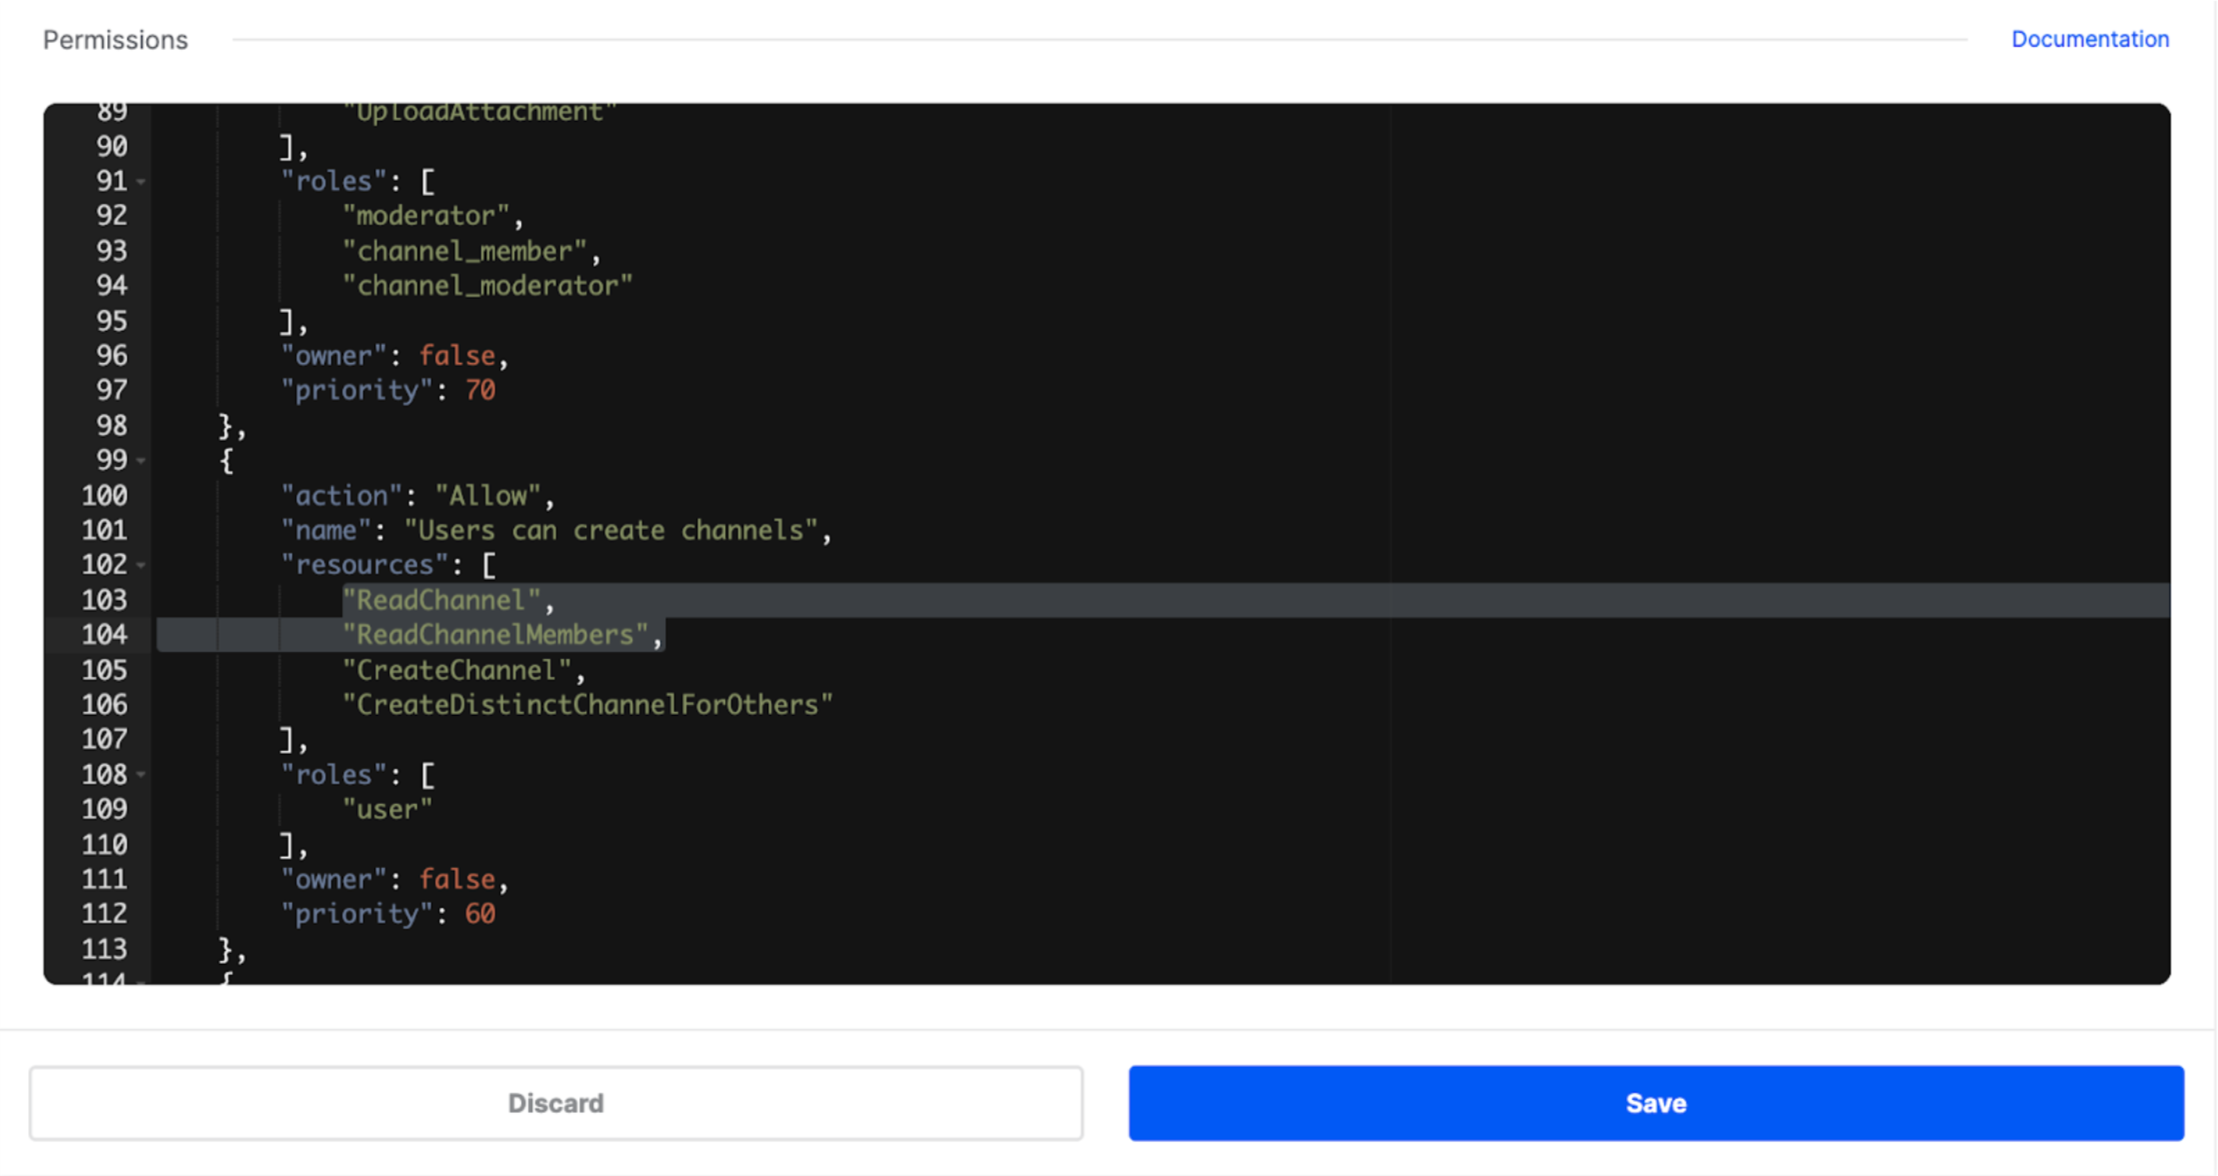 Permissions
Documentation
89 "UploadAttachment"
90 ],
91 "roles": [
92 "moderator",
93 "channel_member",
94 "channel_moderator"
95 ],
96 "owner": false,
97 "priority": 70
98 },
99 {
100 "action": "Allow",
101 "name": "Users can create channels",
102 "resources": [
103 "ReadChannel",
104 "ReadChannelMembers",
105 "CreateChannel",
106 "CreateDistinctChannelForOthers"
107 ],
108 "roles": [
109 "user"
110 ],
111 "owner": false,
112 "priority": 60
113 },
114 {
Discard
Save